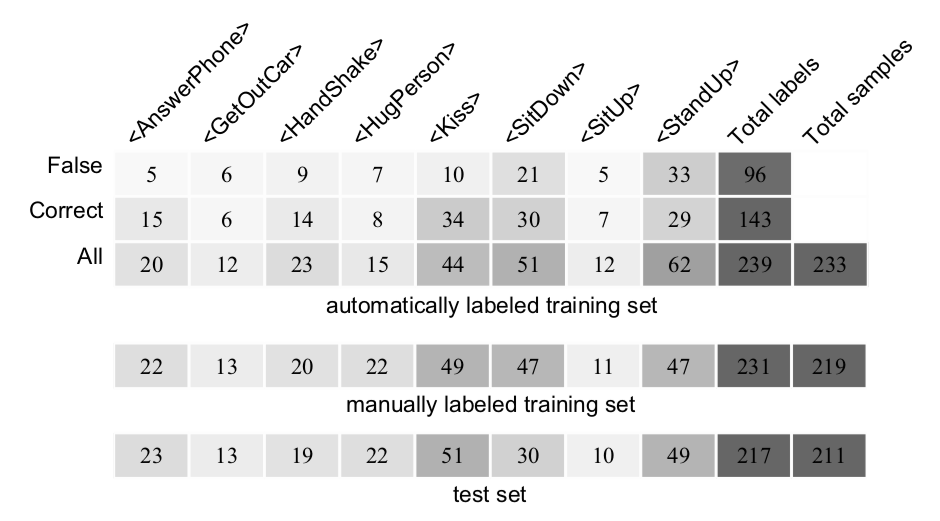 <AnswerPhone> <GetOutCar> <HandShake> <HugPerson> <Kiss> <SitDown> <SitUp> <StandUp> Total labels Total samples
False 5 6 9 7 10 21 5 33 96
Correct 15 6 14 8 34 30 7 29 143
All 20 12 23 15 44 51 12 62 239 233
automatically labeled training set
22 13 20 22 49 47 11 47 231 219
manually labeled training set
23 13 19 22 51 30 10 49 217 211
test set